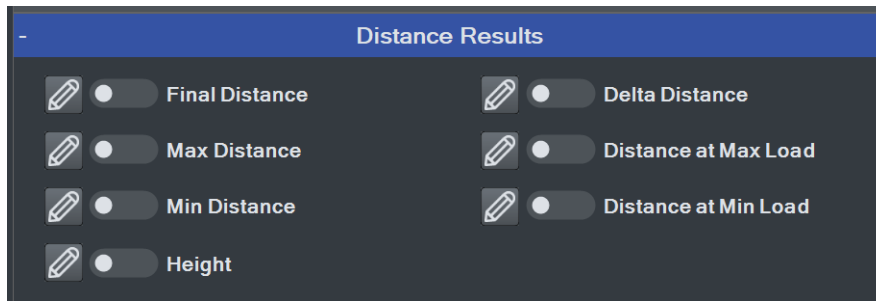 - Distance Results
Final Distance
Delta Distance
Max Distance
Distance at Max Load
Min Distance
Distance at Min Load
Height